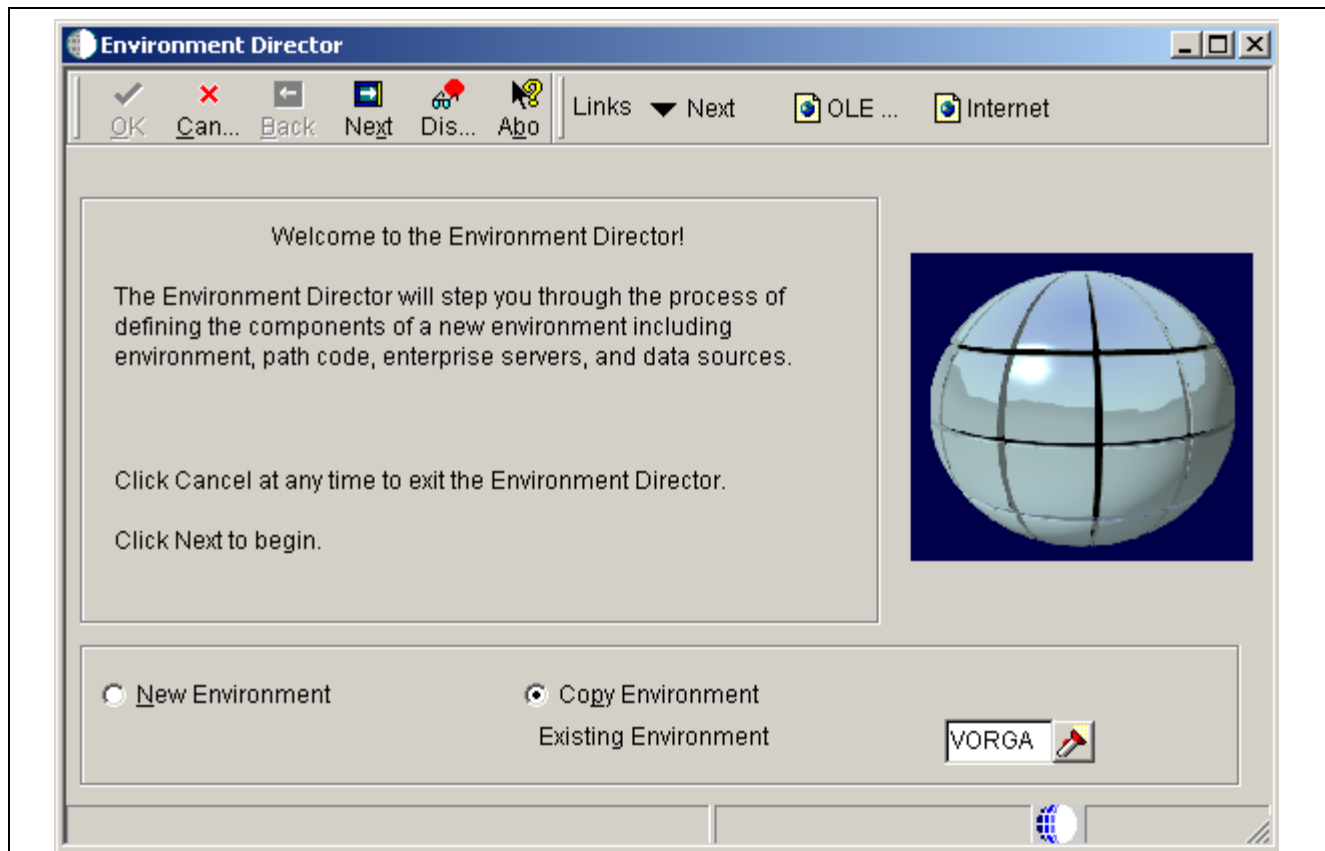 Environment Director
OK Can... Back Next Dis... Abo Links Next OLE ... Internet
Welcome to the Environment Director!
The Environment Director will step you through the process of
defining the components of a new environment including
environment, path code, enterprise servers, and data sources.
Click Cancel at any time to exit the Environment Director.
Click Next to begin.
New Environment Copy Environment
Existing Environment VORGA